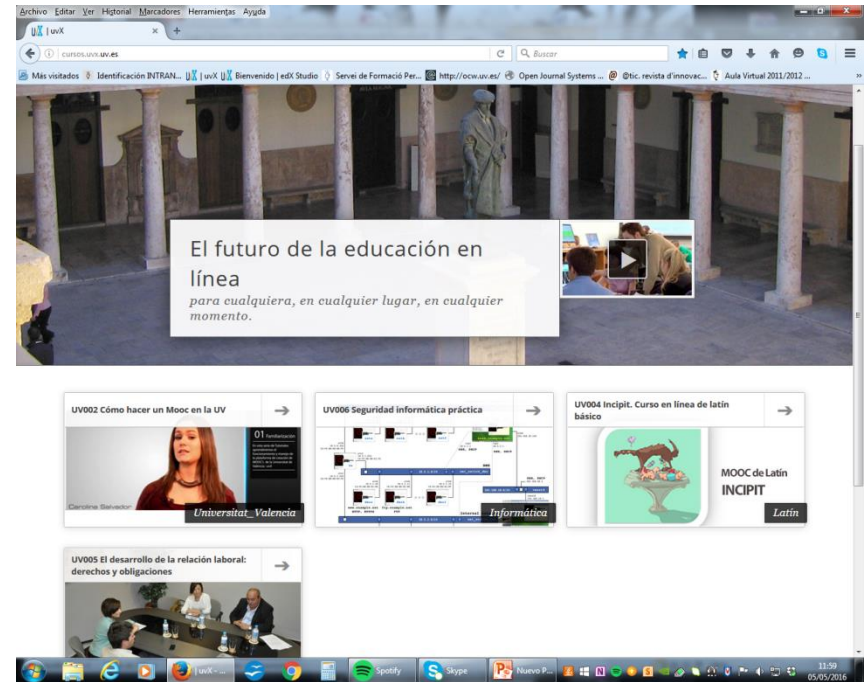 Archivo Editar Ver Historial Marcadores Herramientas Ayuda
uvX
cursos.uvx.uv.es
Buscar
Más visitados Identificación INTRAN... | uvX Bienvenido | edX Studio Servei de Formació Per... http://ocw.uv.es/ Open Journal Systems ... @tic. revista d'innovac... Aula Virtual 2011/2012 ...
El futuro de la educación en
línea
para cualquiera, en cualquier lugar, en cualquier
momento.
UV002 Cómo hacer un Mooc en la UV
01 Familiarización
Carolina Salvador
Universitat_Valencia
UV006 Seguridad informática práctica
Informática
UV004 Incipit. Curso en línea de latín
básico
MOOC de Latín
INCIPIT
Latín
UV005 El desarrollo de la relación laboral:
derechos y obligaciones
| uvX - ...
Spotify
Skype
Nuevo P...
11:59
05/05/2016